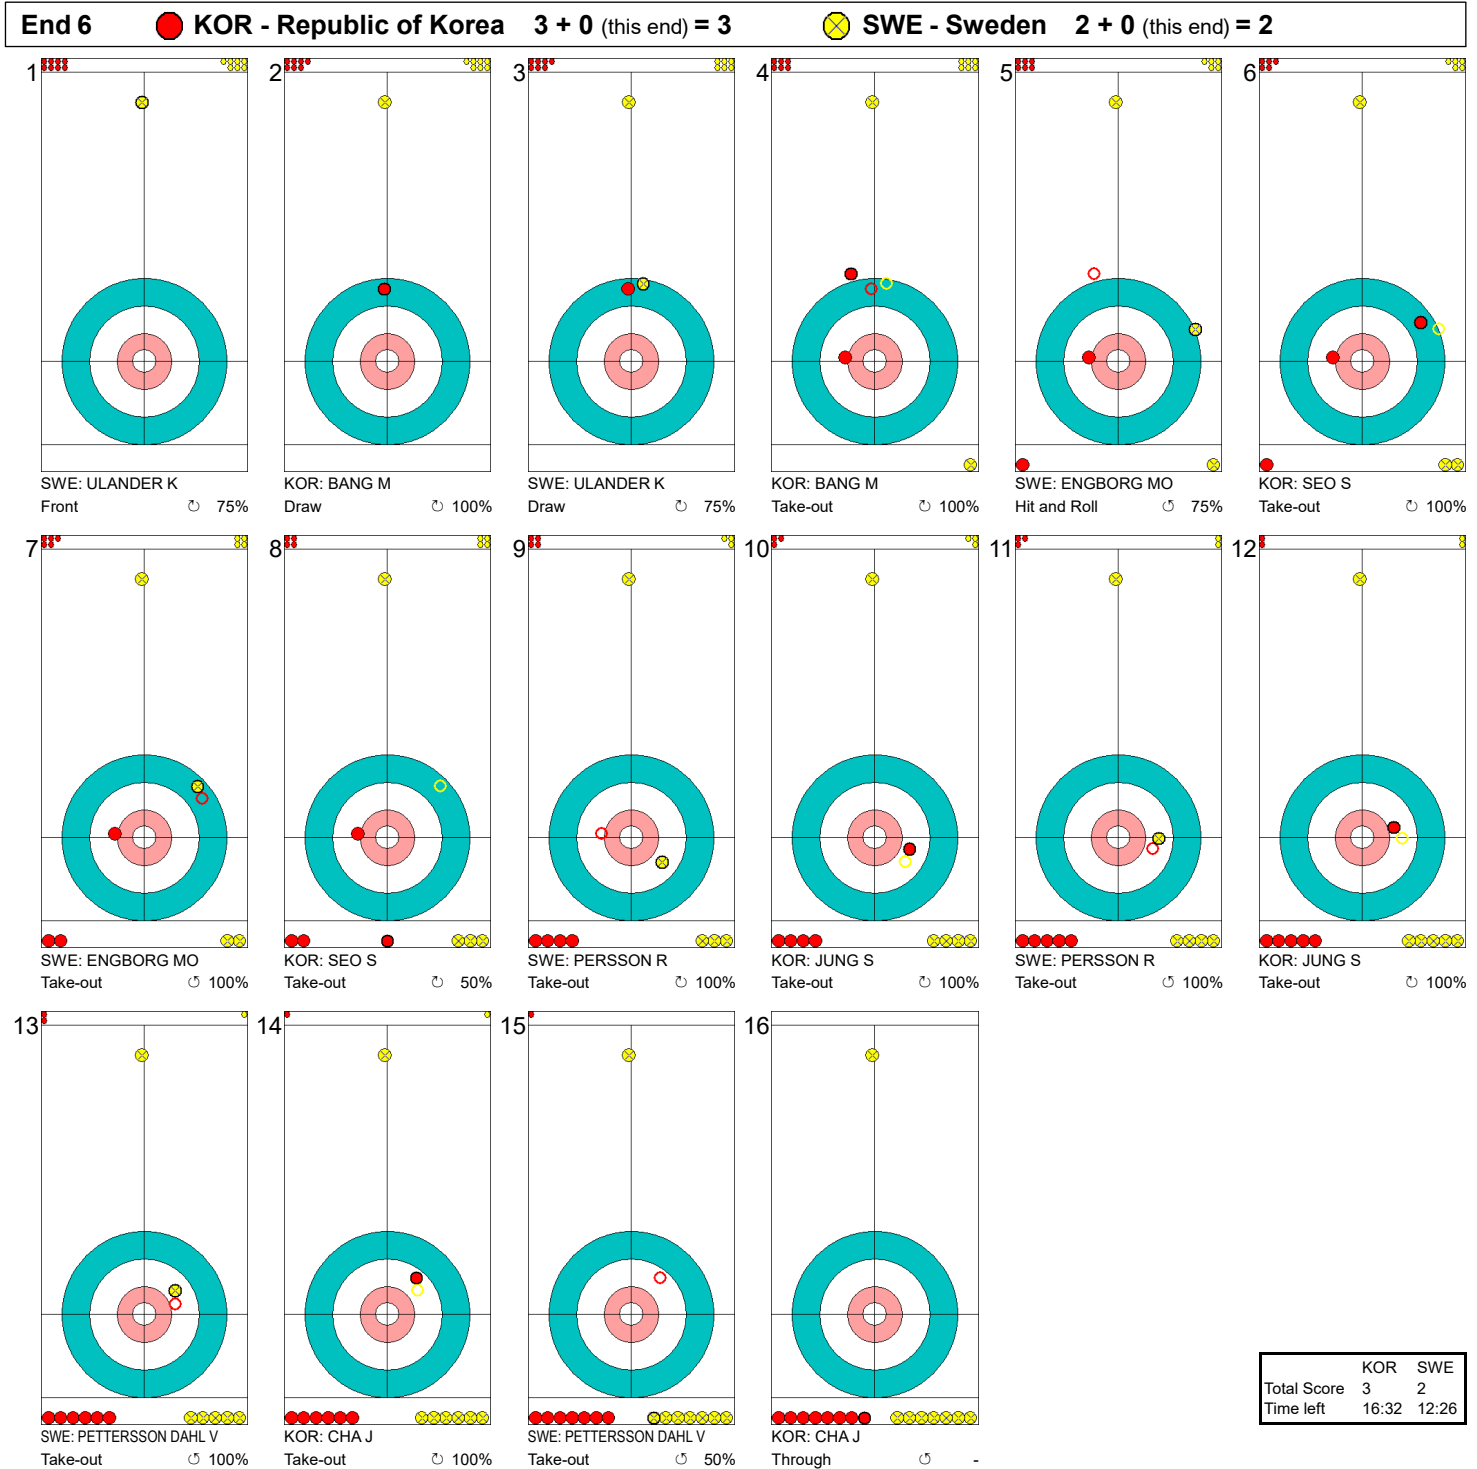 End 6 KOR - Republic of Korea 3 + 0 (this end) = 3 SWE - Sweden 2 + 0 (this end) = 2
1 2 3 4 5 6
SWE: ULANDER K KOR: BANG M SWE: ULANDER K KOR: BANG M SWE: ENGBORG MO KOR: SEO S
Front ↻ 75% Draw ↻ 100% Draw ↻ 75% Take-out ↻ 100% Hit and Roll ↺ 75% Take-out ↻ 100%
7 8 9 10 11 12
SWE: ENGBORG MO KOR: SEO S SWE: PERSSON R KOR: JUNG S SWE: PERSSON R KOR: JUNG S
Take-out ↺ 100% Take-out ↻ 50% Take-out ↻ 100% Take-out ↺ 100% Take-out ↺ 100% Take-out ↺ 100%
13 14 15 16
SWE: PETTERSSON DAHL V KOR: CHA J SWE: PETTERSSON DAHL V KOR: CHA J
Take-out ↺ 100% Take-out ↺ 100% Take-out ↺ 50% Through ↺ -
KOR SWE
Total Score 3 2
Time left 16:32 12:26